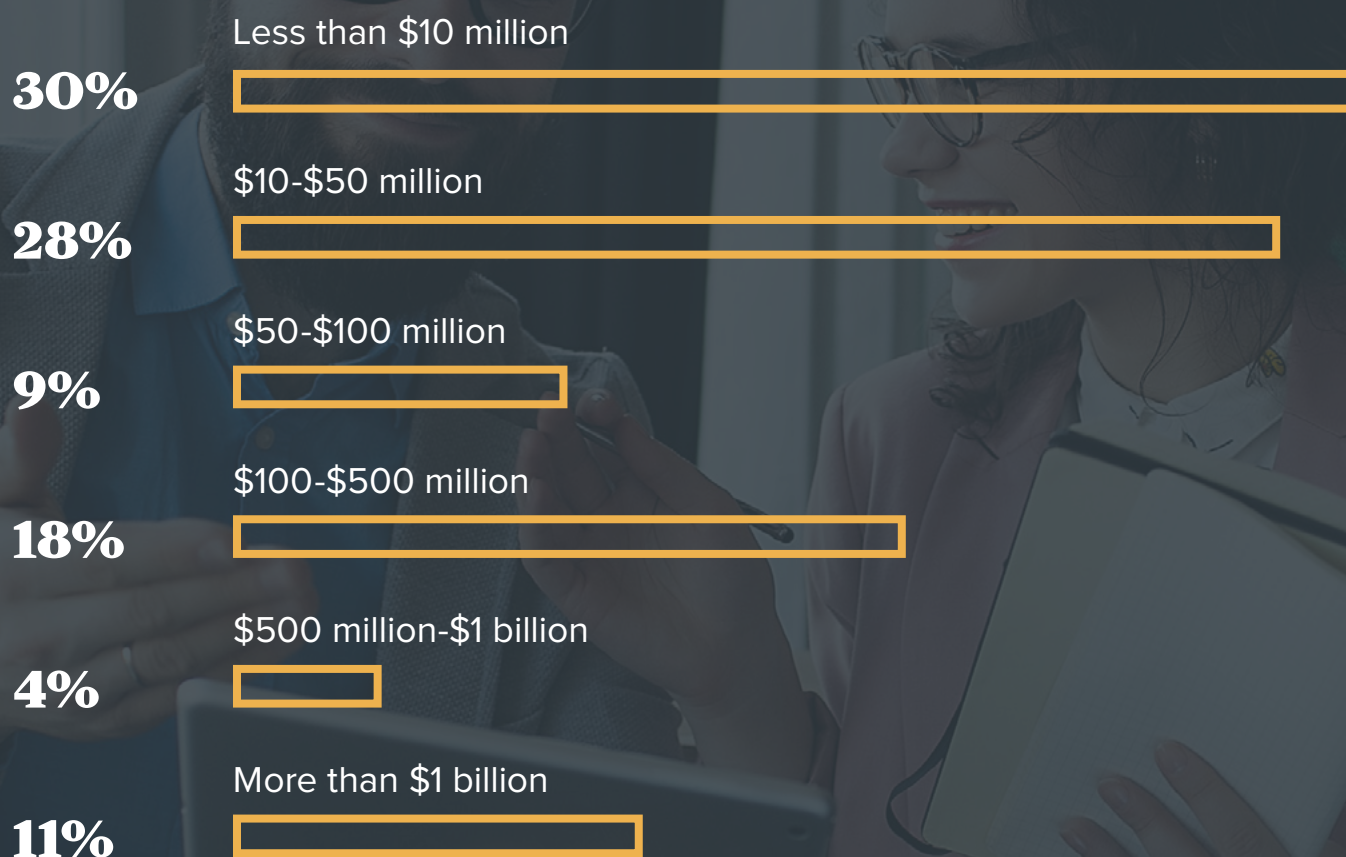 Less than $10 million
30%
$10-$50 million
28%
$50-$100 million
9%
$100-$500 million
18%
$500 million-$1 billion
4%
More than $1 billion
11%